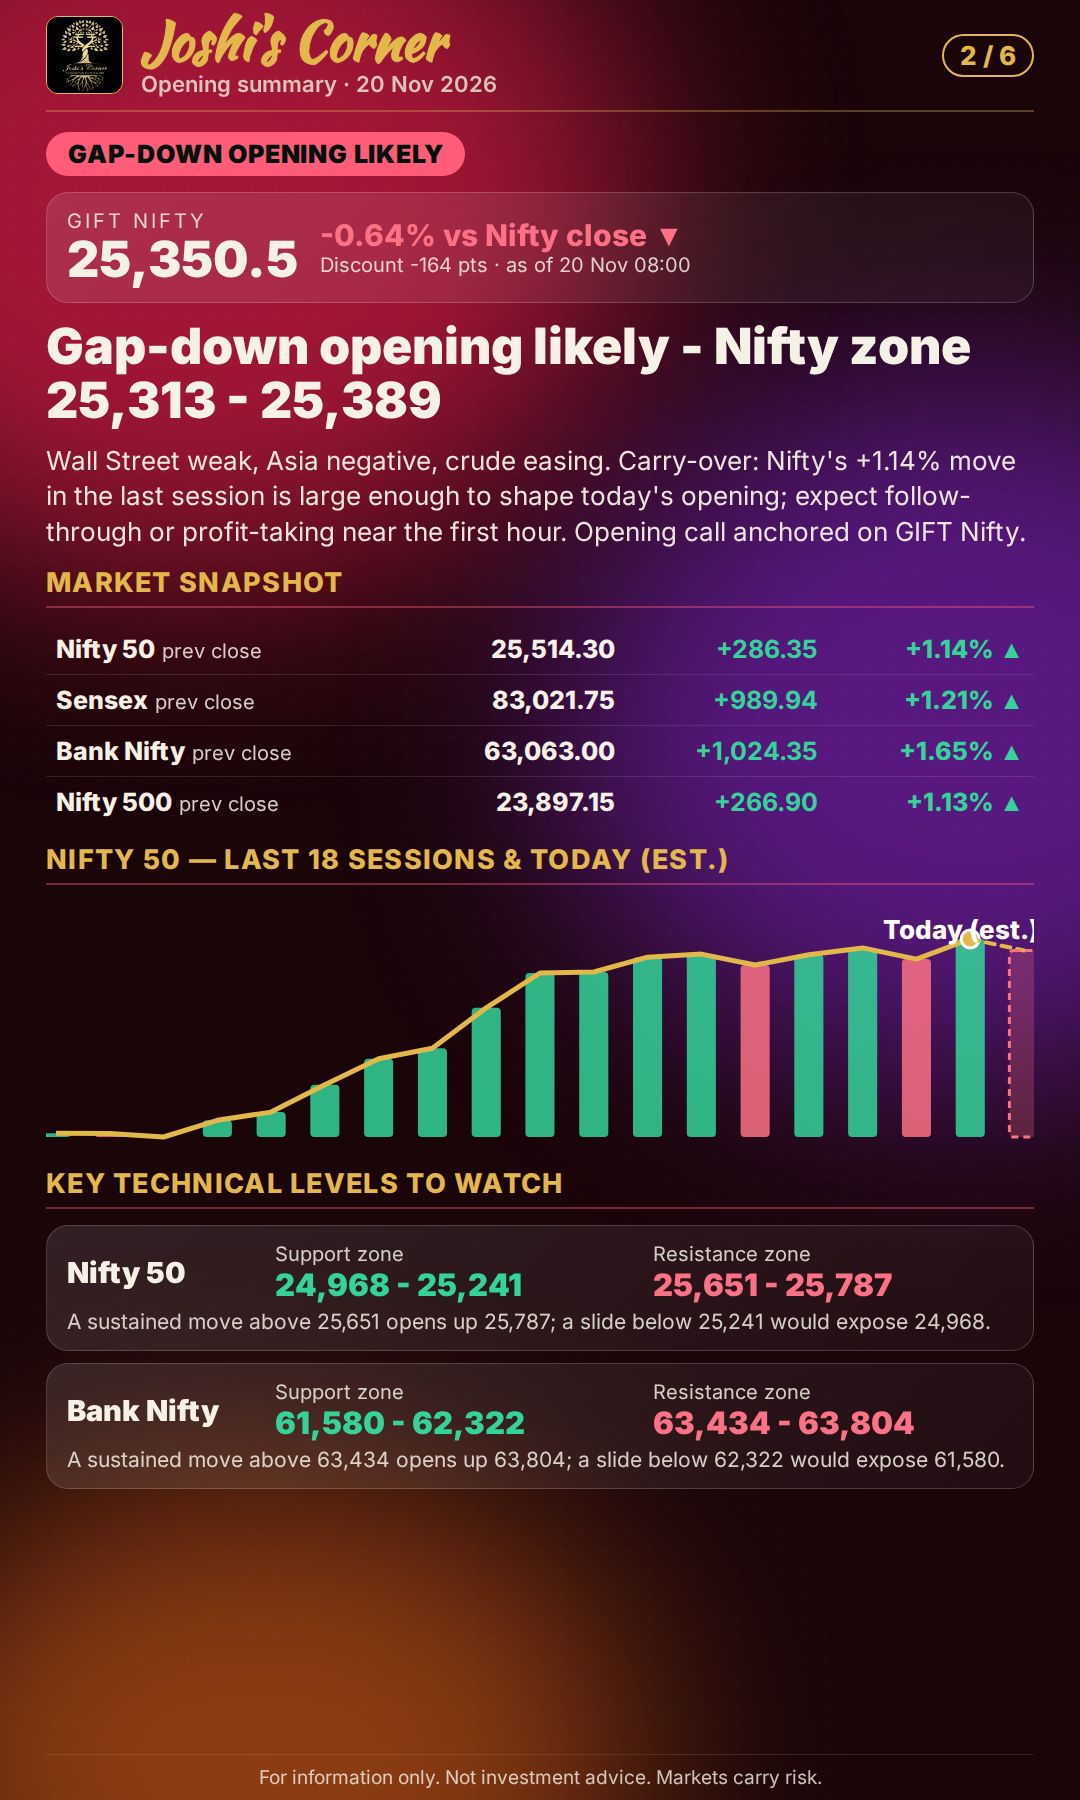 Joshi's Corner
Opening summary · 20 Nov 2026
2 / 6
Joshi's Corner
GAP-DOWN OPENING LIKELY
GIFT NIFTY
25,350.5
-0.64% vs Nifty close ▼
Discount -164 pts · as of 20 Nov 08:00
Gap-down opening likely - Nifty zone
25,313 - 25,389
Wall Street weak, Asia negative, crude easing. Carry-over: Nifty's +1.14% move
in the last session is large enough to shape today's opening; expect follow-
through or profit-taking near the first hour. Opening call anchored on GIFT Nifty.
MARKET SNAPSHOT
Nifty 50 prev close 25,514.30 +286.35 +1.14% ▲
Sensex prev close 83,021.75 +989.94 +1.21% ▲
Bank Nifty prev close 63,063.00 +1,024.35 +1.65% ▲
Nifty 500 prev close 23,897.15 +266.90 +1.13% ▲
NIFTY 50 — LAST 18 SESSIONS & TODAY (EST.)
Today (est.)
KEY TECHNICAL LEVELS TO WATCH
Nifty 50
Support zone
24,968 - 25,241
Resistance zone
25,651 - 25,787
A sustained move above 25,651 opens up 25,787; a slide below 25,241 would expose 24,968.
Bank Nifty
Support zone
61,580 - 62,322
Resistance zone
63,434 - 63,804
A sustained move above 63,434 opens up 63,804; a slide below 62,322 would expose 61,580.
For information only. Not investment advice. Markets carry risk.